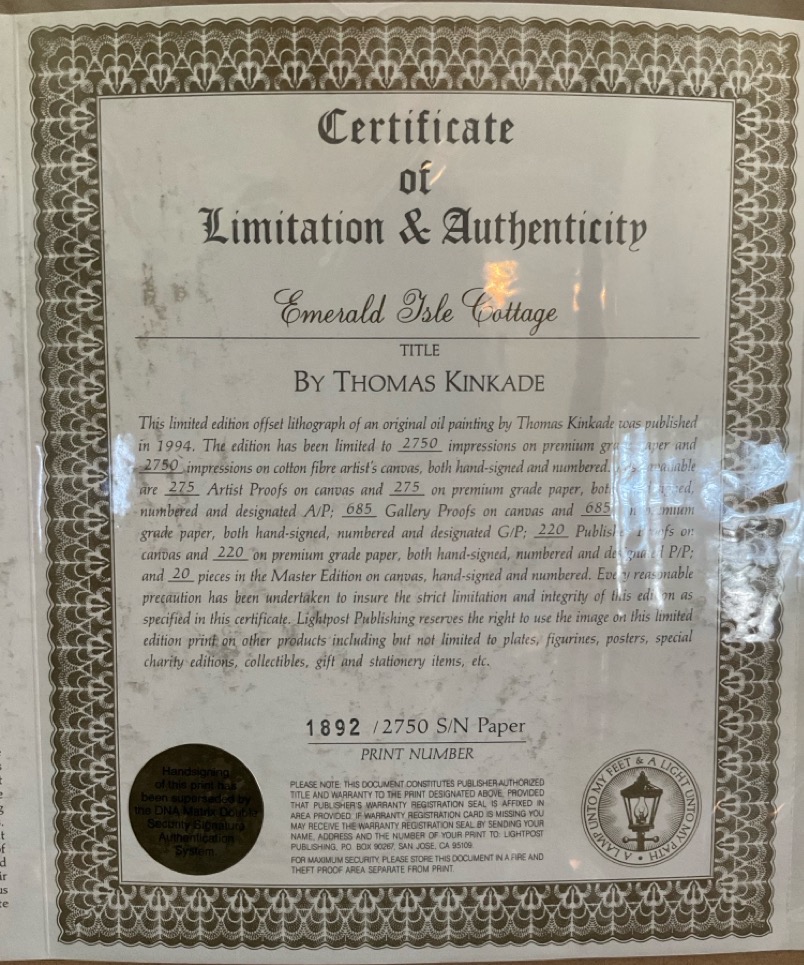 Certificate
of
Limitation & Authenticity
Emerald Isle Cottage
TITLE
BY THOMAS KINKADE
This limited edition offset lithograph of an original oil painting by Thomas Kinkade was published
in 1994. The edition has been limited to 2750 impressions on premium paper and
2750 impressions on cotton fibre artist's canvas, both hand-signed and numbered.
are 275 Artist Proofs on canvas and 275 on premium grade paper,
numbered and designated A/P; 685 Gallery Proofs on canvas and 685
grade paper, both hand-signed, numbered and designated G/P; 220 on
canvas and 220 on premium grade paper, both hand-signed, numbered and P/P;
and 20 pieces in the Master Edition on canvas, hand-signed and numbered. Every reasonable
precaution has been undertaken to insure the strict limitation and integrity of this edition as
specified in this certificate. Lightpost Publishing reserves the right to use the image on this limited
edition print on other products including but not limited to plates, figurines, posters, special
charity editions, collectibles, gift and stationery items, etc.
1892 /2750 S/N Paper
PRINT NUMBER
Handsigning
of this print has
been superseded by
the DNA Matrix Double
Security Signature
Authentication
System
PLEASE NOTE: THIS DOCUMENT CONSTITUTES PUBLISHER-AUTHORIZED
TITLE AND WARRANTY TO THE PRINT DESIGNATED ABOVE, PROVIDED
THAT PUBLISHER'S WARRANTY REGISTRATION SEAL IS AFFIXED IN
AREA PROVIDED. IF WARRANTY REGISTRATION CARD IS MISSING YOU
MAY RECEIVE THE WARRANTY REGISTRATION SEAL BY SENDING YOUR
NAME, ADDRESS AND THE NUMBER OF YOUR PRINT TO: LIGHTPOST
PUBLISHING, P.O. BOX 90267, SAN JOSE, CA 95109.
FOR MAXIMUM SECURITY, PLEASE STORE THIS DOCUMENT IN A FIRE AND
THEFT PROOF AREA SEPARATE FROM PRINT.
A LAMP UNTO MY FEET & A LIGHT UNTO MY PATH •